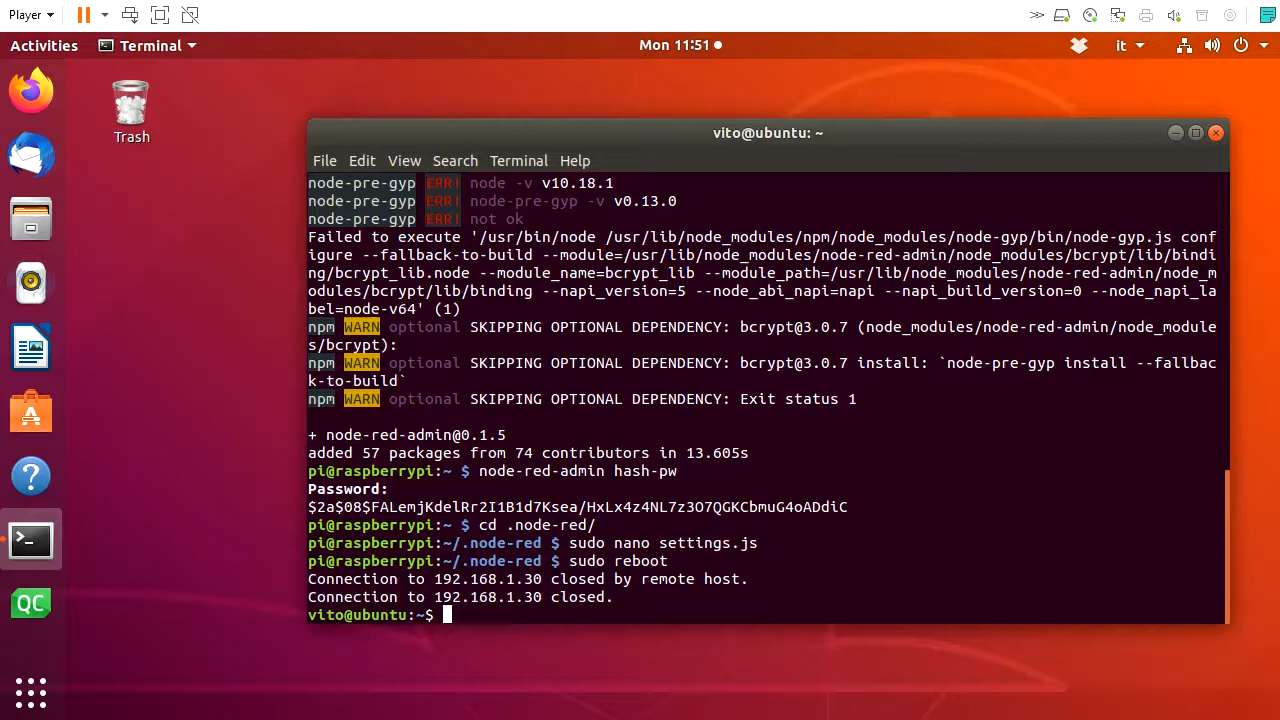 Player
Activities
Terminal
Mon 11:51
it
Trash
vito@ubuntu: ~
File Edit View Search Terminal Help
node-pre-gyp ERR! node -v v10.18.1
node-pre-gyp ERR! node-pre-gyp -v v0.13.0
node-pre-gyp ERR! not ok
Failed to execute '/usr/bin/node /usr/lib/node_modules/npm/node_modules/node-gyp/bin/node-gyp.js conf
igure --fallback-to-build --module=/usr/lib/node_modules/node-red-admin/node_modules/bcrypt/lib/bindi
ng/bcrypt_lib.node --module_name=bcrypt_lib --module_path=/usr/lib/node_modules/node-red-admin/node_m
odules/bcrypt/lib/binding --napi_version=5 --node_abi_napi=napi --napi_build_version=0 --node_napi_la
bel=node-v64' (1)
npm WARN optional SKIPPING OPTIONAL DEPENDENCY: bcrypt@3.0.7 (node_modules/node-red-admin/node_module
s/bcrypt):
npm WARN optional SKIPPING OPTIONAL DEPENDENCY: bcrypt@3.0.7 install: `node-pre-gyp install --fallbac
k-to-build`
npm WARN optional SKIPPING OPTIONAL DEPENDENCY: Exit status 1
+ node-red-admin@0.1.5
added 57 packages from 74 contributors in 13.605s
pi@raspberrypi:~ $ node-red-admin hash-pw
Password:
$2a$08$FALemjKdelRr2I1B1d7Ksea/HxLx4z4NL7z3O7QGKCbmuG4oADdiC
pi@raspberrypi:~ $ cd .node-red/
pi@raspberrypi:~/.node-red $ sudo nano settings.js
pi@raspberrypi:~/.node-red $ sudo reboot
Connection to 192.168.1.30 closed by remote host.
Connection to 192.168.1.30 closed.
vito@ubuntu:~$
QC